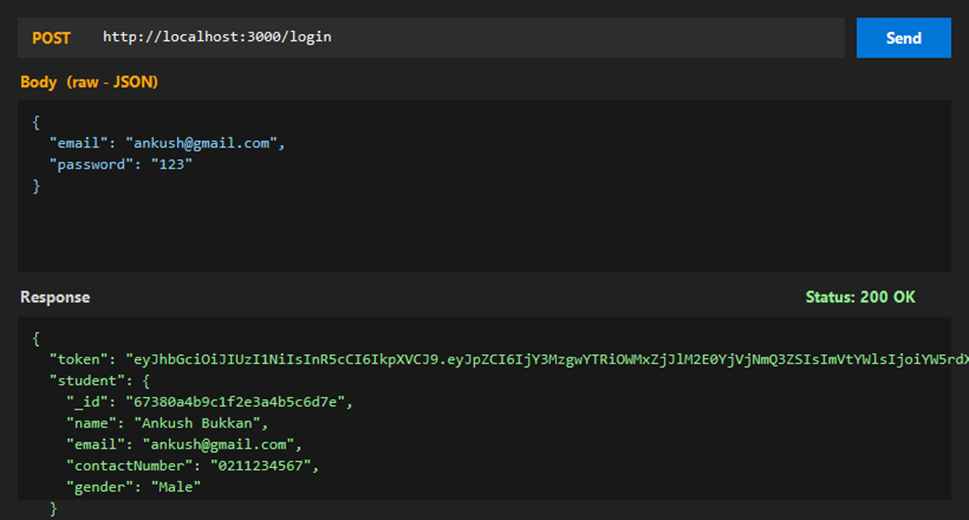 POST http://localhost:3000/login Send
Body (raw - JSON)
{
"email": "ankush@gmail.com",
"password": "123"
}
Response Status: 200 OK
{
"token": "eyJhbGciOiJIUzI1NiIsInR5cCI6IkpXVCJ9.eyJpZCI6IjY3MzgwYTRiOWMxZjJlM2E0YjVjNmQ3ZSIsImVtYWlsIjoiYW5rdX
"student": {
"_id": "67380a4b9c1f2e3a4b5c6d7e",
"name": "Ankush Bukkan",
"email": "ankush@gmail.com",
"contactNumber": "0211234567",
"gender": "Male"
}